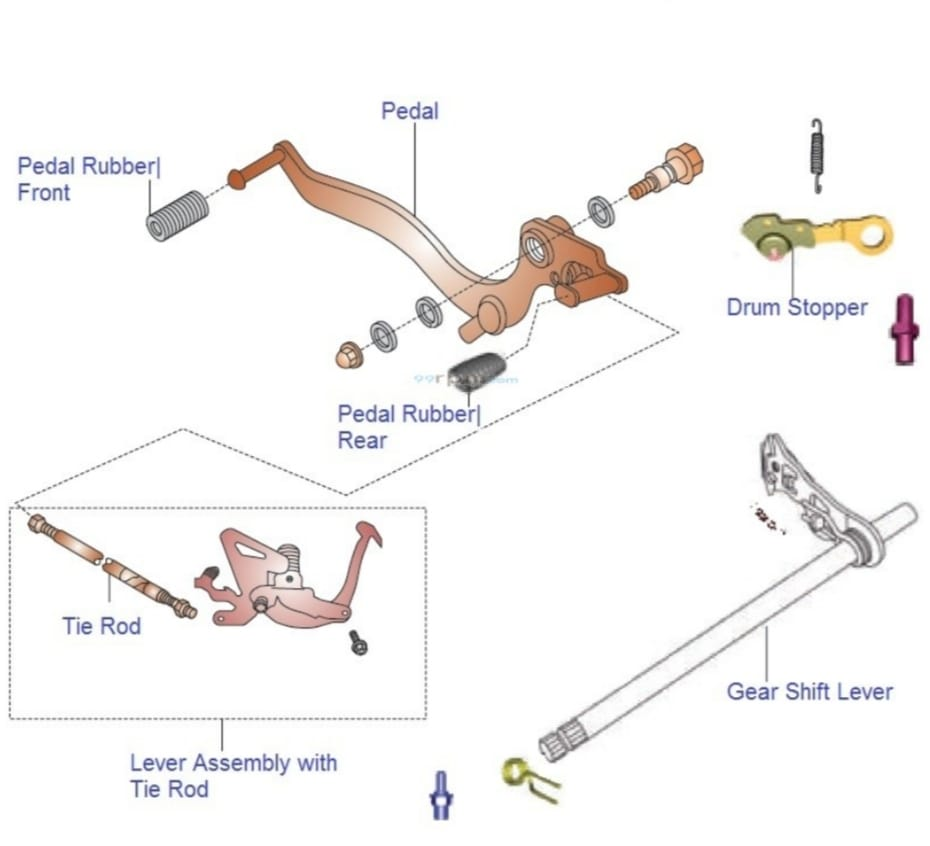 Pedal
Pedal Rubber|
Front
Drum Stopper
Pedal Rubber|
Rear
Tie Rod
Gear Shift Lever
Lever Assembly with
Tie Rod